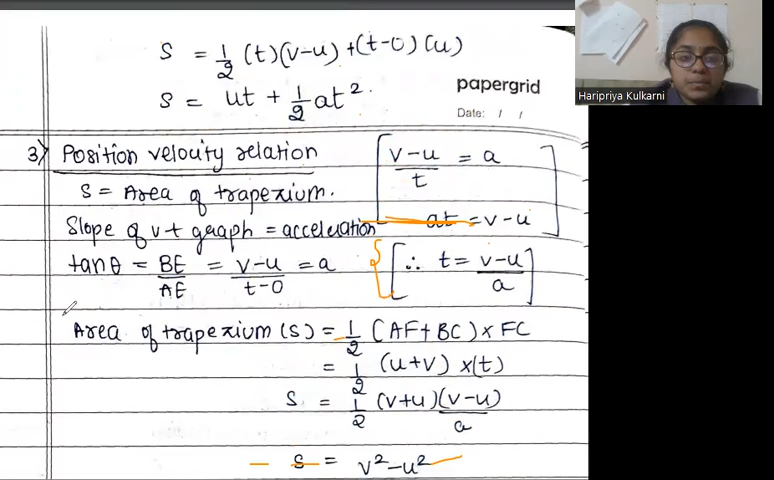 S = 1/2 (t)(v-u) + (t-0) (u)
S = ut + 1/2 at²
papergrid
Date: / /
Haripriya Kulkarni
3) Position velocity relation
S = Area of trapezium.
[v-u/t = a
at = v-u]
Slope of v t graph = acceleration
tanθ = BE/AE = v-u/t-0 = a
[∴ t = v-u/a]
Area of trapezium (S) = 1/2 (AF+BC) x FC
= 1/2 (u+v) x(t)
S = 1/2 (v+u)(v-u)/a
S = v²-u²